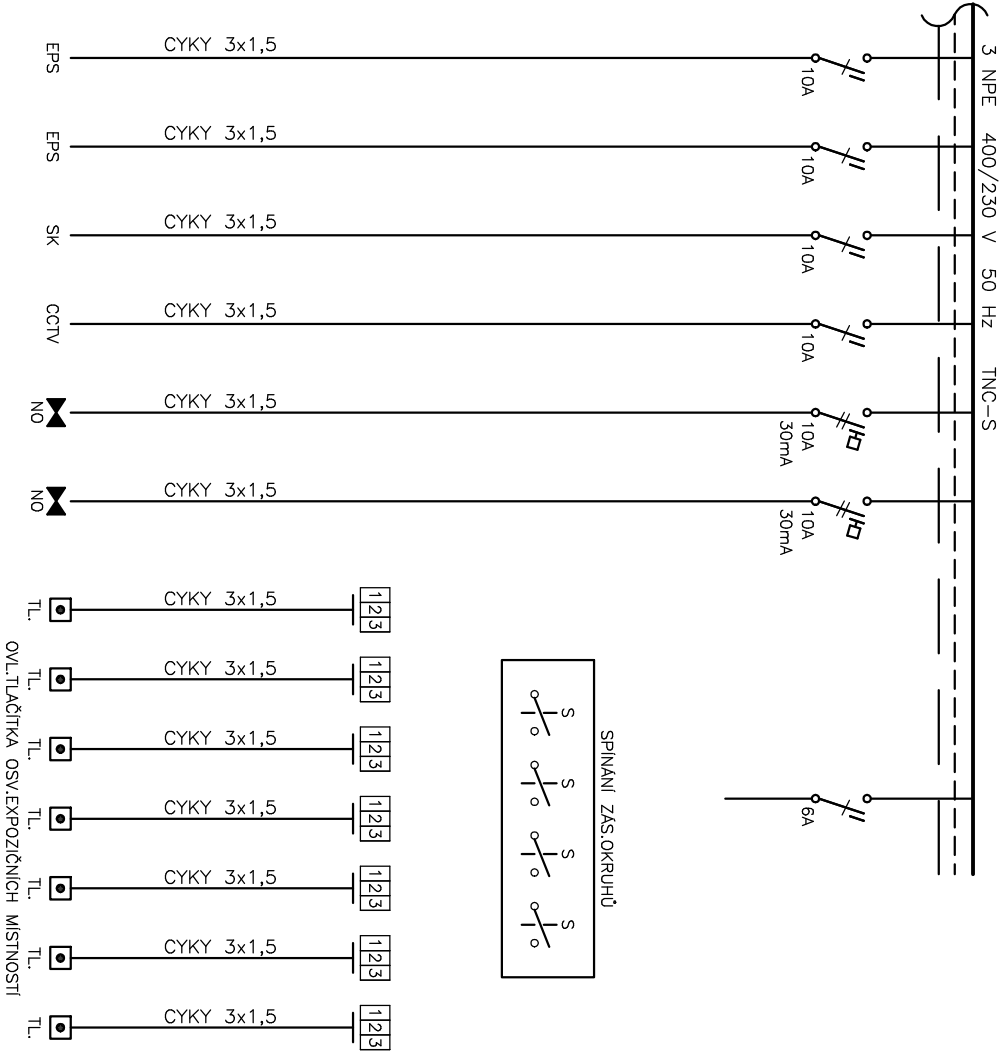 3 NPE 400/230 V 50 Hz TNC-S
CYKY 3x1,5
10A
EPS
CYKY 3x1,5
10A
EPS
CYKY 3x1,5
10A
SK
CYKY 3x1,5
10A
CCTV
CYKY 3x1,5
10A
30mA
NO
CYKY 3x1,5
10A
30mA
NO
6A
SPÍNÁNÍ ZÁS.OKRUHŮ
S
S
S
S
CYKY 3x1,5
1 2 3
TL.
CYKY 3x1,5
1 2 3
TL.
CYKY 3x1,5
1 2 3
TL.
CYKY 3x1,5
1 2 3
TL.
CYKY 3x1,5
1 2 3
TL.
CYKY 3x1,5
1 2 3
TL.
CYKY 3x1,5
1 2 3
TL.
OVL.TLAČÍTKA OSV.EXPOZIČNÍCH MÍSTNOSTÍ